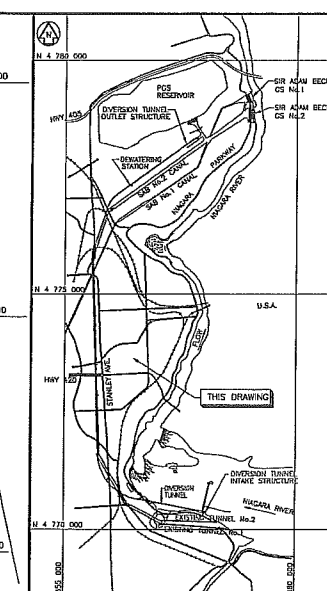 N
N 4 780 000
PGS
RESERVOIR
SIR ADAM BECK
GS No.1
SIR ADAM BECK
GS No.2
HWY. 405
DIVERSION TUNNEL
OUTLET STRUCTURE
DEWATERING
STATION
SAB No.2 CANAL
SAB No.1 CANAL
NIAGARA PARKWAY
NIAGARA RIVER
N 4 775 000
U.S.A.
FLOW
HWY 420
STANLEY AVE.
THIS DRAWING
DIVERSION TUNNEL
INTAKE STRUCTURE
DIVERSION
TUNNEL
NIAGARA RIVER
EXISTING TUNNEL No.2
EXISTING TUNNEL No.1
N 4 770 000